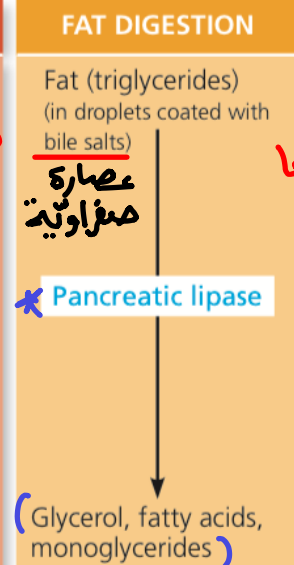 FAT DIGESTION
Fat (triglycerides)
(in droplets coated with
bile salts)
عصارة
صفراوية
Pancreatic lipase
Glycerol, fatty acids,
monoglycerides